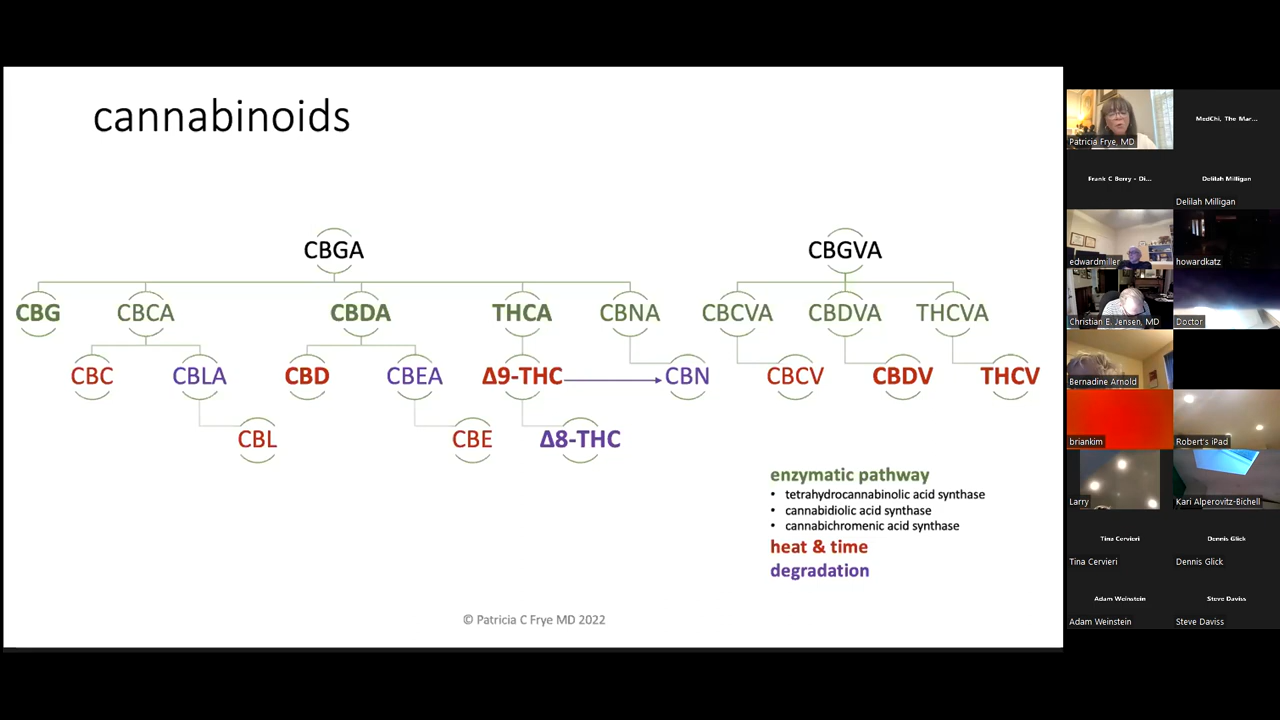 cannabinoids
CBGA
CBGVA
CBG
CBCA
CBDA
THCA
CBNA
CBCVA
CBDVA
THCVA
CBC
CBLA
CBD
CBEA
Δ9-THC
CBN
CBCV
CBDV
THCV
CBL
CBE
Δ8-THC
enzymatic pathway
• tetrahydrocannabinolic acid synthase
• cannabidiolic acid synthase
• cannabichromenic acid synthase
heat & time
degradation
© Patricia C Frye MD 2022
Patricia Frye, MD
MedChi, The Mar...
Frank C Berry - Di...
Delilah Milligan
Delilah Milligan
edwardmiller
howardkatz
Christian E. Jensen, MD
Doctor
Bernadine Arnold
briankim
Robert's iPad
Larry
Kari Alperovitz-Bichell
Tina Cervieri
Tina Cervieri
Dennis Glick
Dennis Glick
Adam Weinstein
Adam Weinstein
Steve Daviss
Steve Daviss